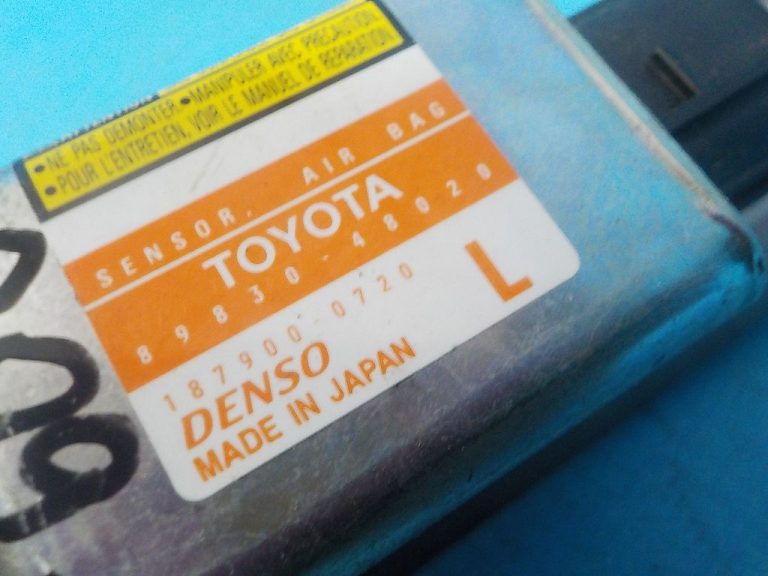 •NE PAS DEMONTER •MANIPULER AVEC PRECAUTION
•POUR L'ENTRETIEN, VOIR LE MANUEL DE REPARATION.
SENSOR, AIR BAG
TOYOTA
89830-48020
187900-0720
L
DENSO
MADE IN JAPAN